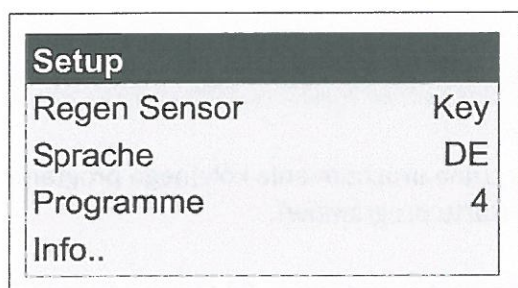 Setup
Regen Sensor Key
Sprache DE
Programme 4
Info..